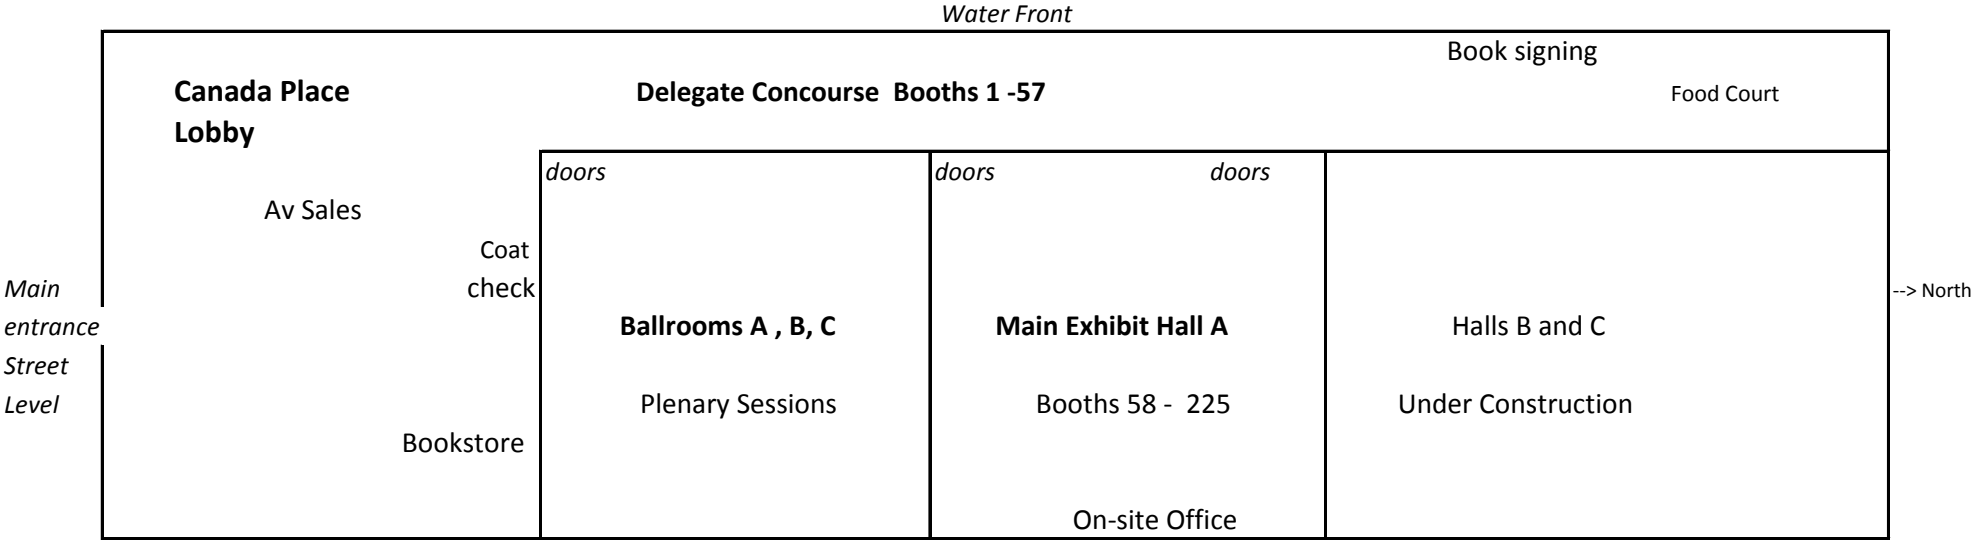 Water Front
Book signing
Canada Place
Lobby
Delegate Concourse  Booths 1 -57
Food Court
doors
doors
doors
Av Sales
Coat
check
Main
entrance
Street
Level
--> North
Ballrooms A , B, C
Plenary Sessions
Main Exhibit Hall A
Booths 58 -  225
Halls B and C
Under Construction
Bookstore
On-site Office